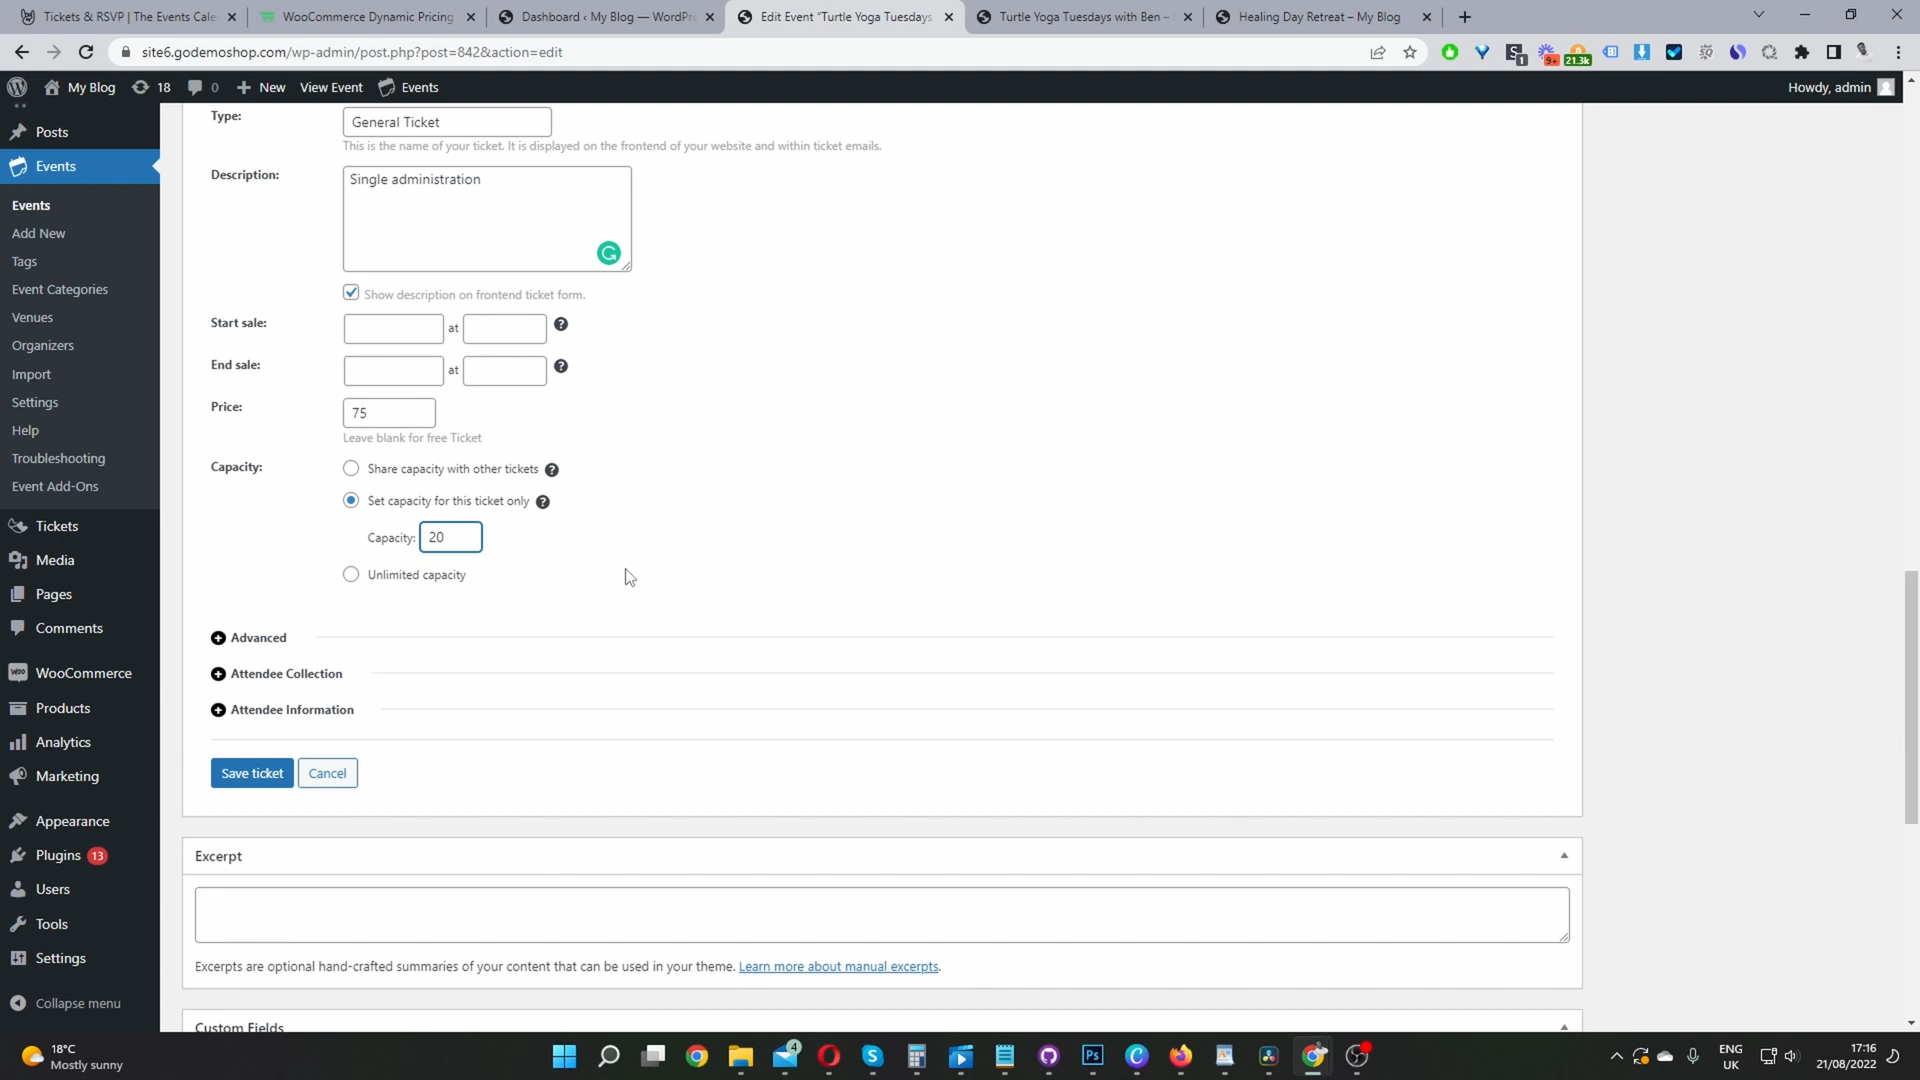 Tickets & RSVP | The Events Cale
WooCommerce Dynamic Pricing
Dashboard ‹ My Blog — WordPre
Edit Event "Turtle Yoga Tuesdays
Turtle Yoga Tuesdays with Ben –
Healing Day Retreat – My Blog
site6.godemoshop.com/wp-admin/post.php?post=842&action=edit
1
9+
21.3k
My Blog
18
0
New
View Event
Events
Howdy, admin
Posts
Events
Events
Add New
Tags
Event Categories
Venues
Organizers
Import
Settings
Help
Troubleshooting
Event Add-Ons
Tickets
Media
Pages
Comments
WooCommerce
Products
Analytics
Marketing
Appearance
Plugins 13
Users
Tools
Settings
Collapse menu
Type:
General Ticket
This is the name of your ticket. It is displayed on the frontend of your website and within ticket emails.
Description:
Single administration
Show description on frontend ticket form.
Start sale:
at
?
End sale:
at
?
Price:
75
Leave blank for free Ticket
Capacity:
Share capacity with other tickets ?
Set capacity for this ticket only ?
Capacity: 20
Unlimited capacity
Advanced
Attendee Collection
Attendee Information
Save ticket
Cancel
Excerpt
Excerpts are optional hand-crafted summaries of your content that can be used in your theme. Learn more about manual excerpts.
Custom Fields
18°C
Mostly sunny
4
Ps
ENG
UK
17:16
21/08/2022